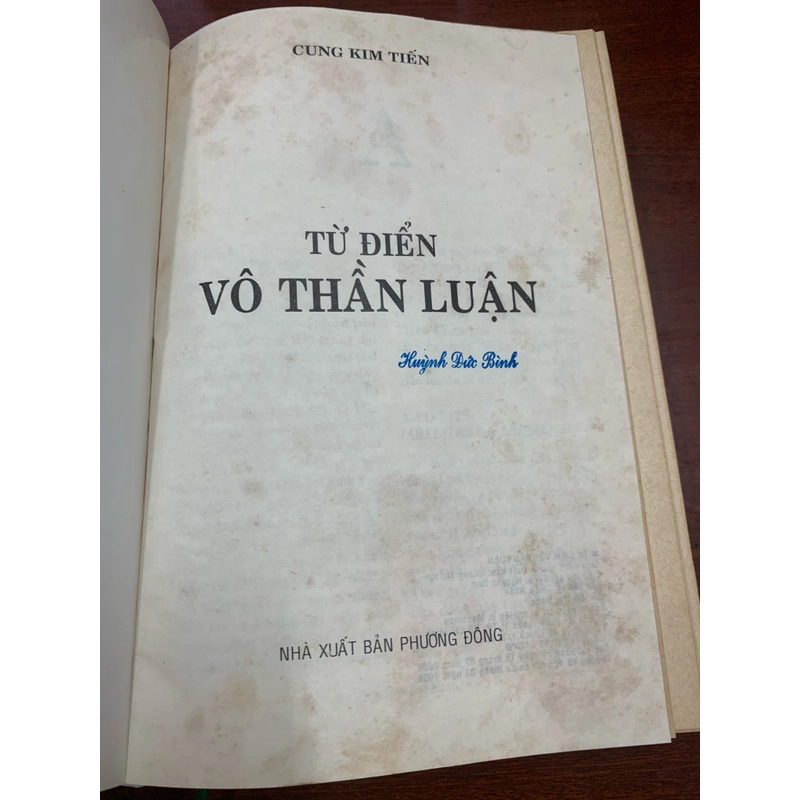 CUNG KIM TIẾN
TỪ ĐIỂN
VÔ THẦN LUẬN
Huỳnh Đức Bình
NHÀ XUẤT BẢN PHƯƠNG ĐÔNG